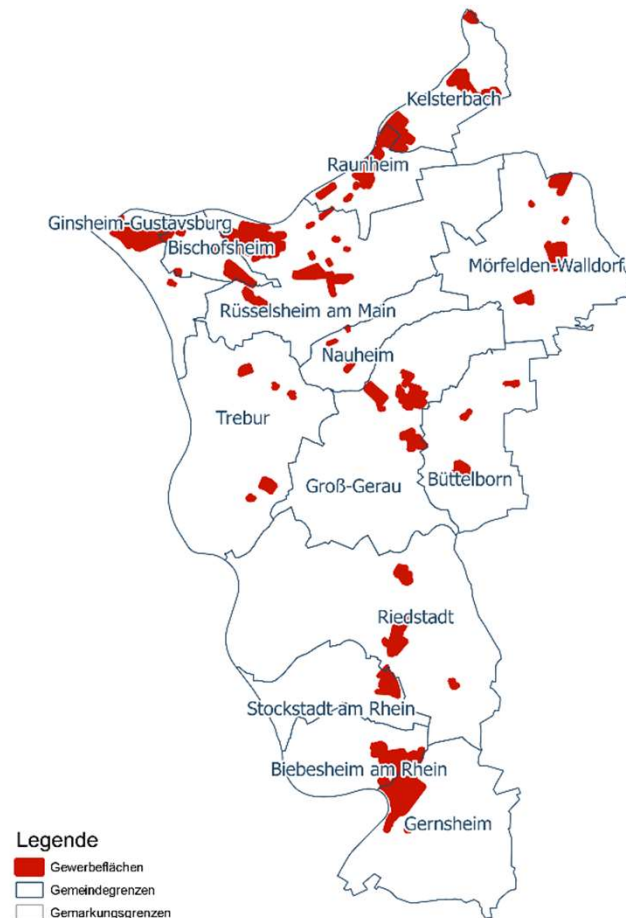 Kelsterbach
Raunheim
Ginsheim-Gustavsburg
Bischofsheim
Mörfelden-Walldorf
Rüsselsheim am Main
Nauheim
Trebur
Groß-Gerau
Büttelborn
Riedstadt
Stockstadt am Rhein
Biebesheim am Rhein
Gernsheim
Legende
Gewerbeflächen
Gemeindegrenzen
Gemarkungsgrenzen